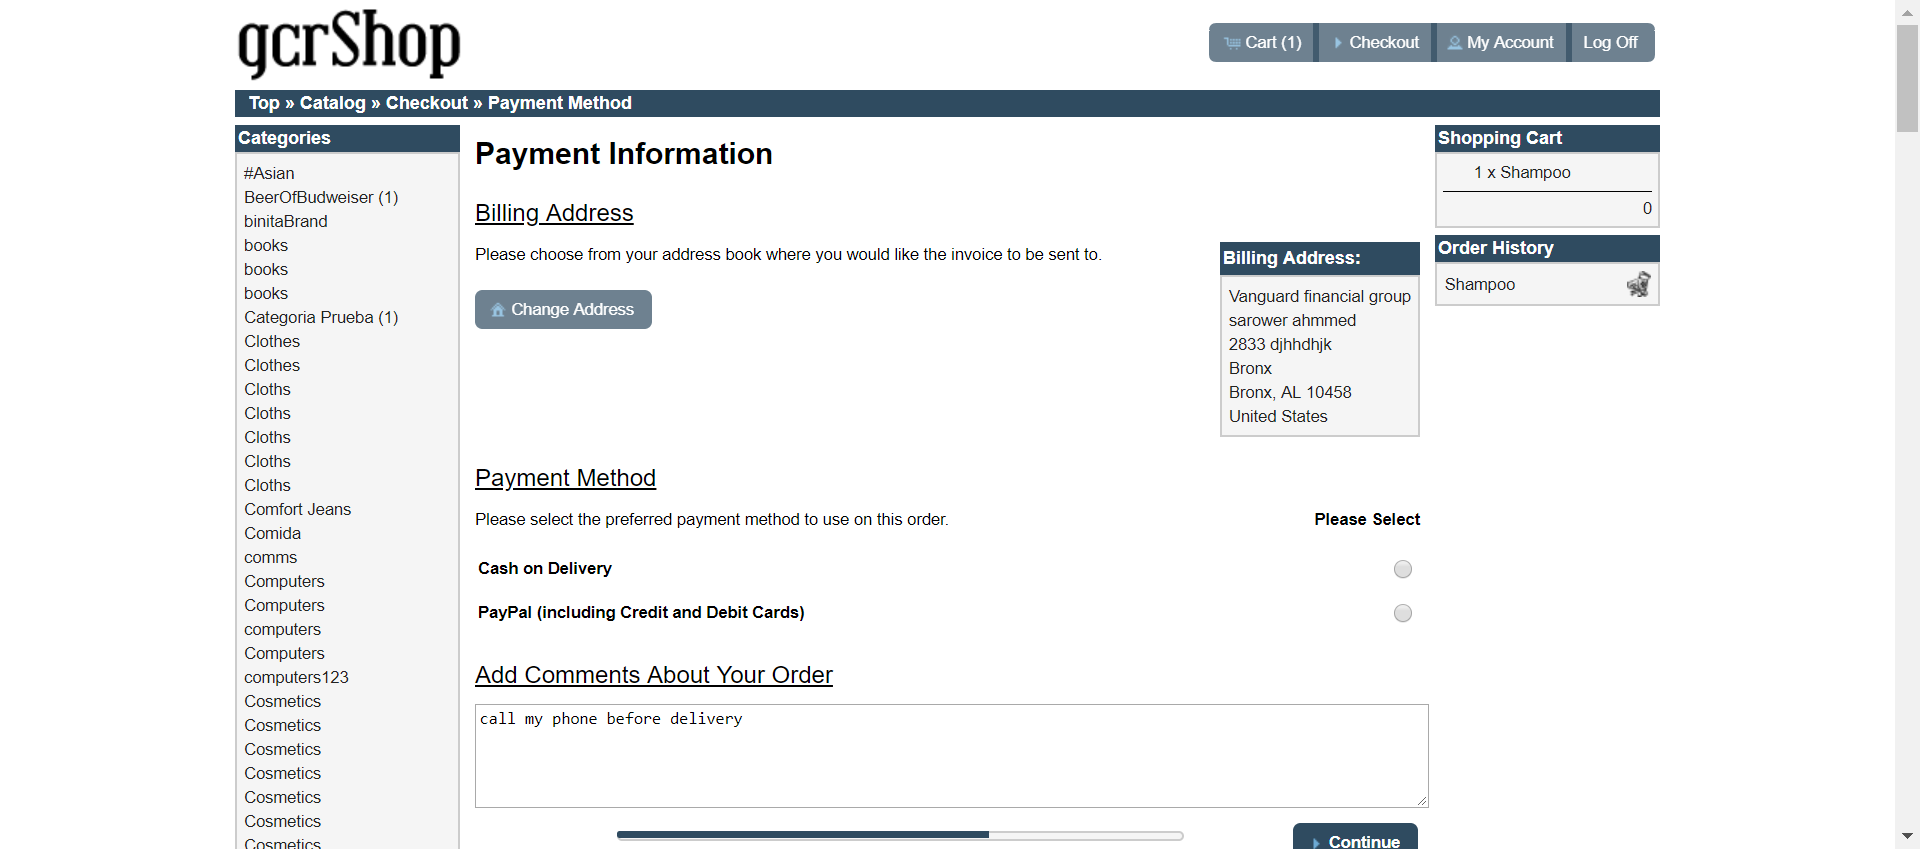 gcrShop
Cart (1)
Checkout
My Account
Log Off
Top » Catalog » Checkout » Payment Method
Categories
#Asian
BeerOfBudweiser (1)
binitaBrand
books
books
books
Categoria Prueba (1)
Clothes
Clothes
Cloths
Cloths
Cloths
Cloths
Cloths
Comfort Jeans
Comida
comms
Computers
Computers
computers
Computers
computers123
Cosmetics
Cosmetics
Cosmetics
Cosmetics
Cosmetics
Cosmetics
Cosmetics
Payment Information
Billing Address
Please choose from your address book where you would like the invoice to be sent to.
Change Address
Billing Address:
Vanguard financial group
sarower ahmmed
2833 djhhdhjk
Bronx
Bronx, AL 10458
United States
Payment Method
Please select the preferred payment method to use on this order.
Please Select
Cash on Delivery
PayPal (including Credit and Debit Cards)
Add Comments About Your Order
call my phone before delivery
Continue
Shopping Cart
1 x Shampoo
0
Order History
Shampoo